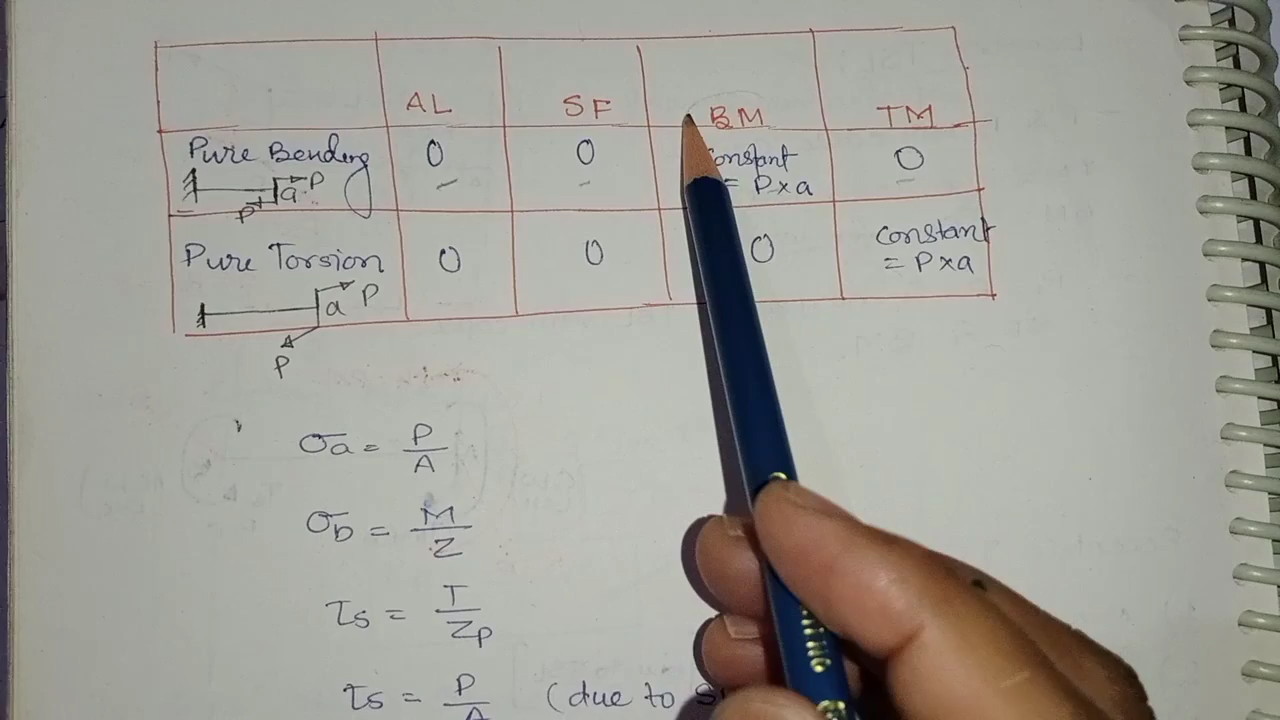 AL SF BM TM
Pure Bending 0 0 constant 0
= P×a
a P
P
Pure Torsion 0 0 0 constant
= P×a
a P
P
σa = P/A
σb = M/Z
τs = T/Zp
τs = P/A (due to